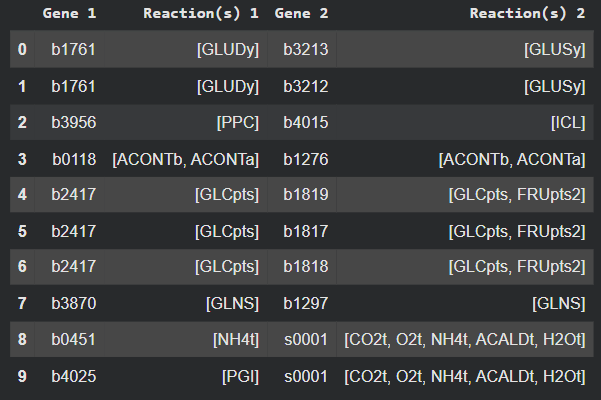 Gene 1 Reaction(s) 1 Gene 2 Reaction(s) 2
0 b1761 [GLUDy] b3213 [GLUSy]
1 b1761 [GLUDy] b3212 [GLUSy]
2 b3956 [PPC] b4015 [ICL]
3 b0118 [ACONTb, ACONTa] b1276 [ACONTb, ACONTa]
4 b2417 [GLCpts] b1819 [GLCpts, FRUpts2]
5 b2417 [GLCpts] b1817 [GLCpts, FRUpts2]
6 b2417 [GLCpts] b1818 [GLCpts, FRUpts2]
7 b3870 [GLNS] b1297 [GLNS]
8 b0451 [NH4t] s0001 [CO2t, O2t, NH4t, ACALDt, H2Ot]
9 b4025 [PGI] s0001 [CO2t, O2t, NH4t, ACALDt, H2Ot]